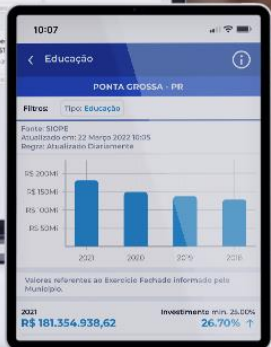 10:07
Educação
PONTA GROSSA - PR
Filtros: Tipo: Educação
Fonte: SIOPE
Atualizado em: 22 Março 2022 10:05
Regra: Atualizado Diariamente
R$ 200Mi
R$ 150Mi
R$ 100Mi
R$ 50Mi
2021 2020 2019 2018
Valores referentes ao Exercício Fechado informado pelo
Município.
2021 Investimento min. 25.00%
R$ 181.354.938,62 26.70% ↑